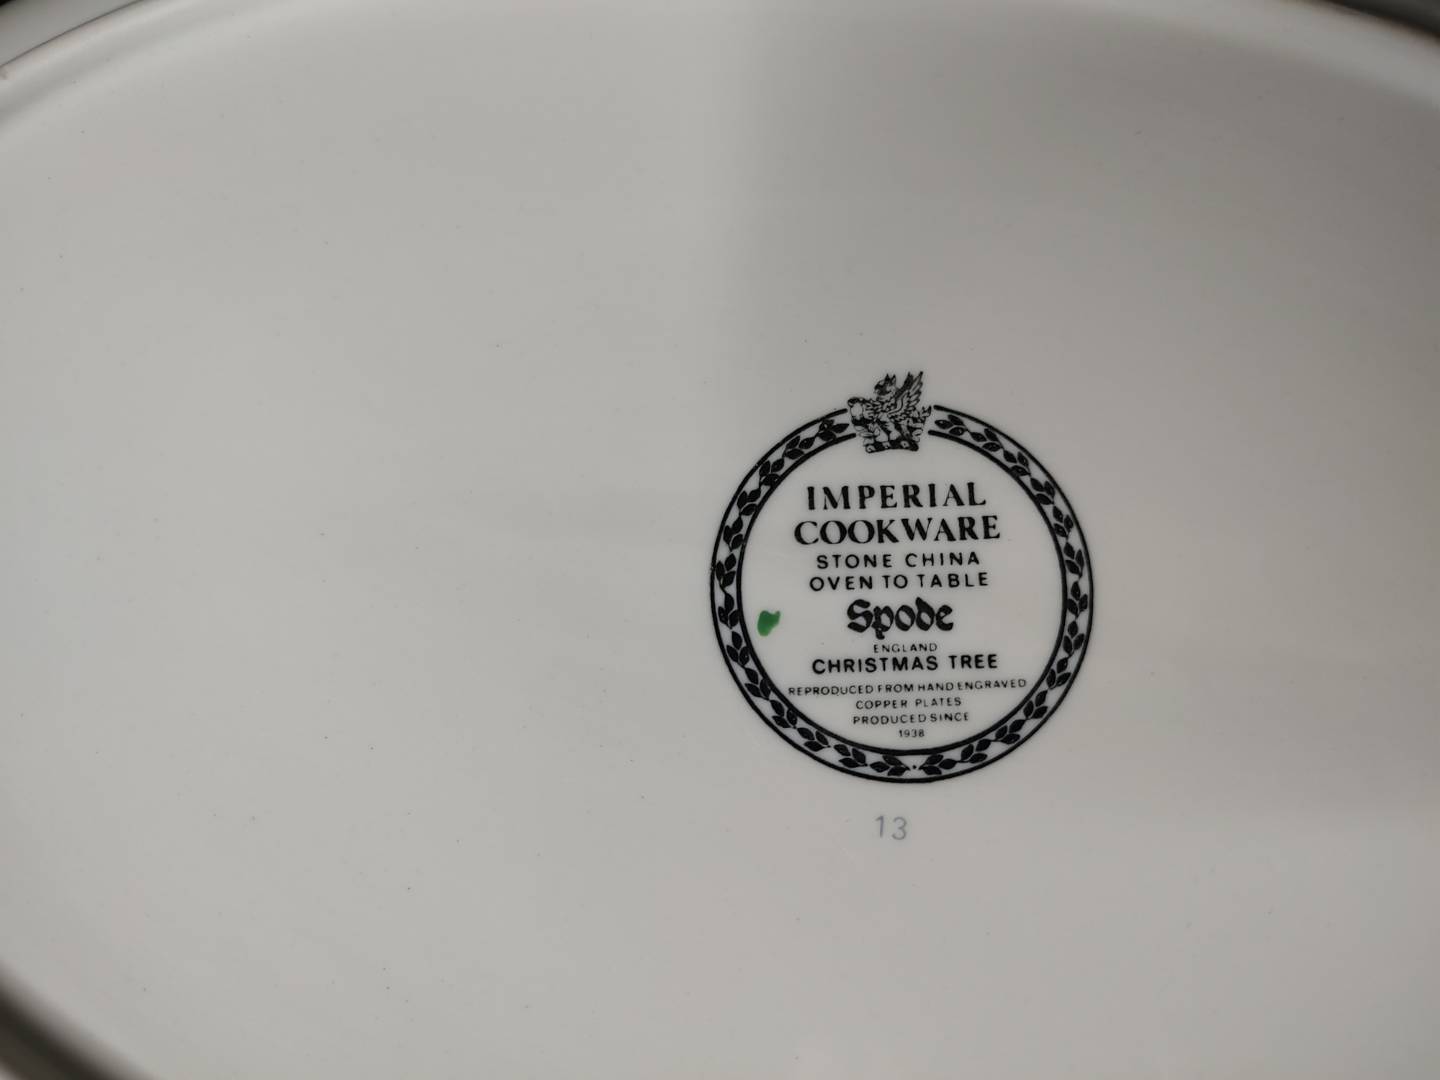 IMPERIAL
COOKWARE
STONE CHINA
OVEN TO TABLE
Spode
ENGLAND
CHRISTMAS TREE
REPRODUCED FROM HAND ENGRAVED
COPPER PLATES
PRODUCED SINCE
1938
13